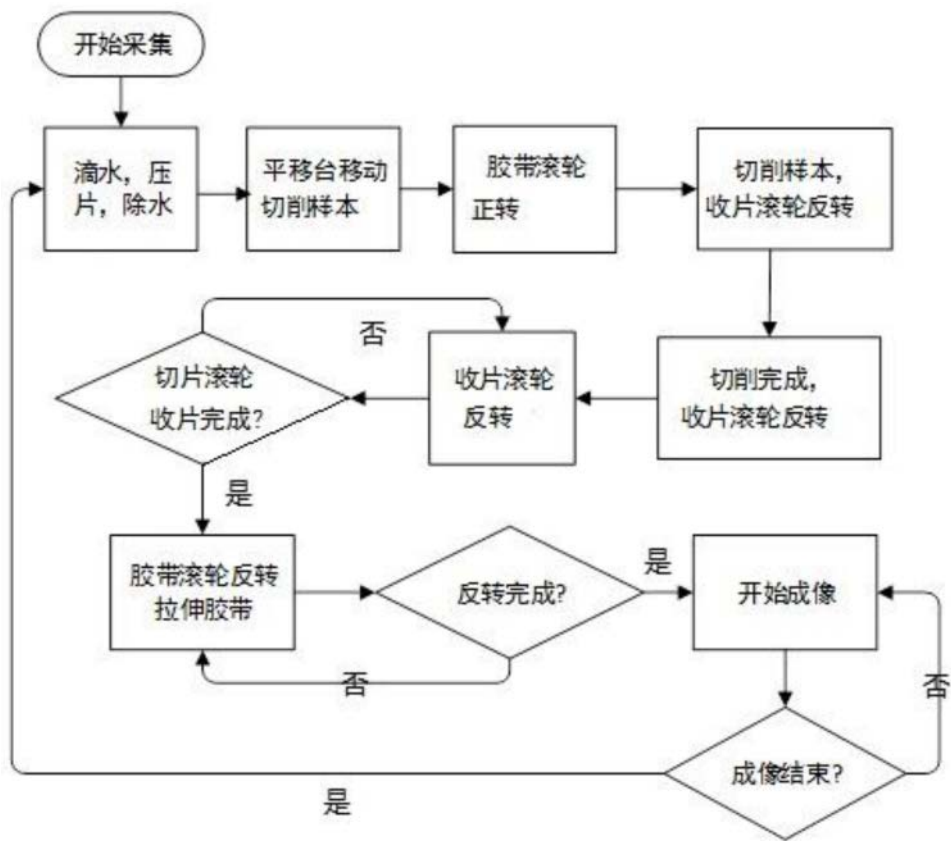 开始采集
滴水，压
片，除水
平移台移动
切削样本
胶带滚轮
正转
切削样本，
收片滚轮反转
切削完成，
收片滚轮反转
收片滚轮
反转
否
切片滚轮
收片完成？
是
胶带滚轮反转
拉伸胶带
反转完成？
否
是
开始成像
成像结束？
否
是